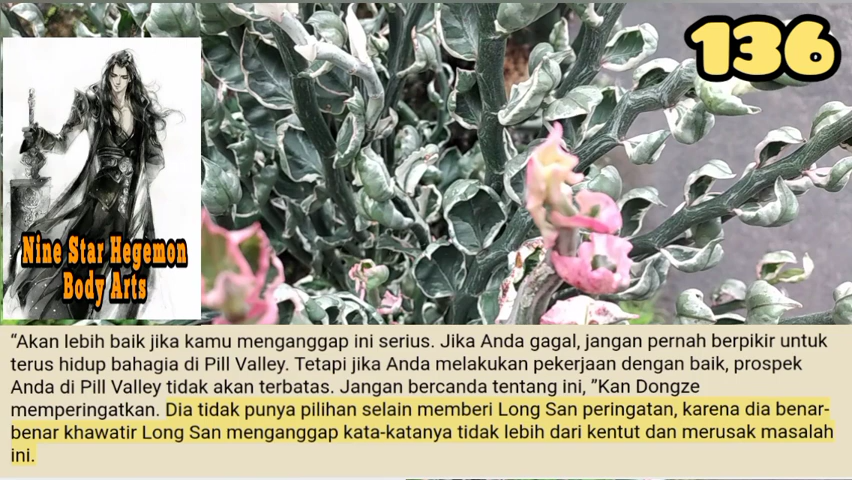 136
Nine Star Hegemon
Body Arts
“Akan lebih baik jika kamu menganggap ini serius. Jika Anda gagal, jangan pernah berpikir untuk
terus hidup bahagia di Pill Valley. Tetapi jika Anda melakukan pekerjaan dengan baik, prospek
Anda di Pill Valley tidak akan terbatas. Jangan bercanda tentang ini, ”Kan Dongze
memperingatkan. Dia tidak punya pilihan selain memberi Long San peringatan, karena dia benar-
benar khawatir Long San menganggap kata-katanya tidak lebih dari kentut dan merusak masalah
ini.